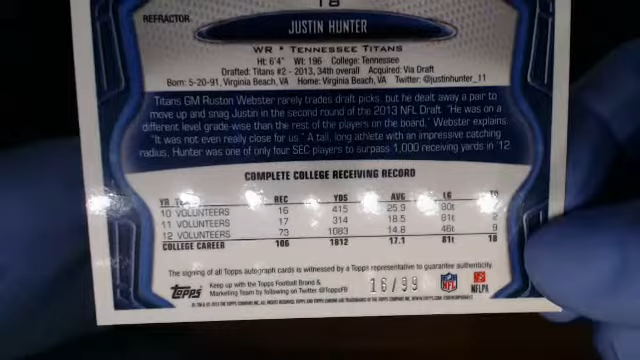 18
REFRACTOR
JUSTIN HUNTER
WR * TENNESSEE TITANS
Ht: 6'4" Wt: 196 College: Tennessee
Drafted: Titans #2 - 2013, 34th overall Acquired: Via Draft
Born: 5-20-91, Virginia Beach, VA Home: Virginia Beach, VA Twitter: @justinhunter_11
Titans GM Ruston Webster rarely trades draft picks, but he dealt away a pair to
move up and snag Justin in the second round of the 2013 NFL Draft. "He was on a
different level grade-wise than the rest of the players on the board," Webster explains.
"It was not even really close for us." A tall, long athlete with an impressive catching
radius, Hunter was one of only four SEC players to surpass 1,000 receiving yards in '12.
COMPLETE COLLEGE RECEIVING RECORD
YR TEAM REC YDS AVG LG TD
10 VOLUNTEERS 16 415 25.9 80t
11 VOLUNTEERS 17 314 18.5 81t 2
12 VOLUNTEERS 73 1083 14.8 46t 9
COLLEGE CAREER 106 1812 17.1 81t 18
The signing of all Topps autograph cards is witnessed by a Topps representative to guarantee authenticity.
topps Keep up with the Topps Football Brand &
Marketing Team by following on Twitter @ToppsFB
16/99
NFL
NFLPA